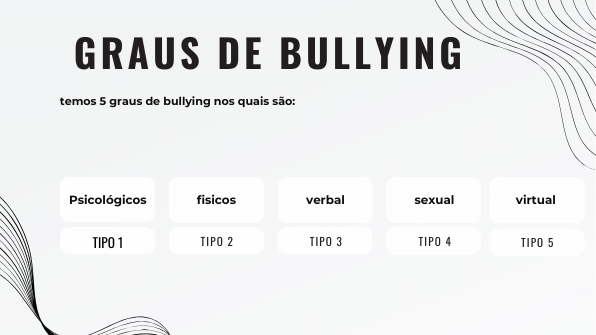 GRAUS DE BULLYING
temos 5 graus de bullying nos quais são:
Psicológicos fisicos verbal sexual virtual
TIPO 1 TIPO 2 TIPO 3 TIPO 4 TIPO 5